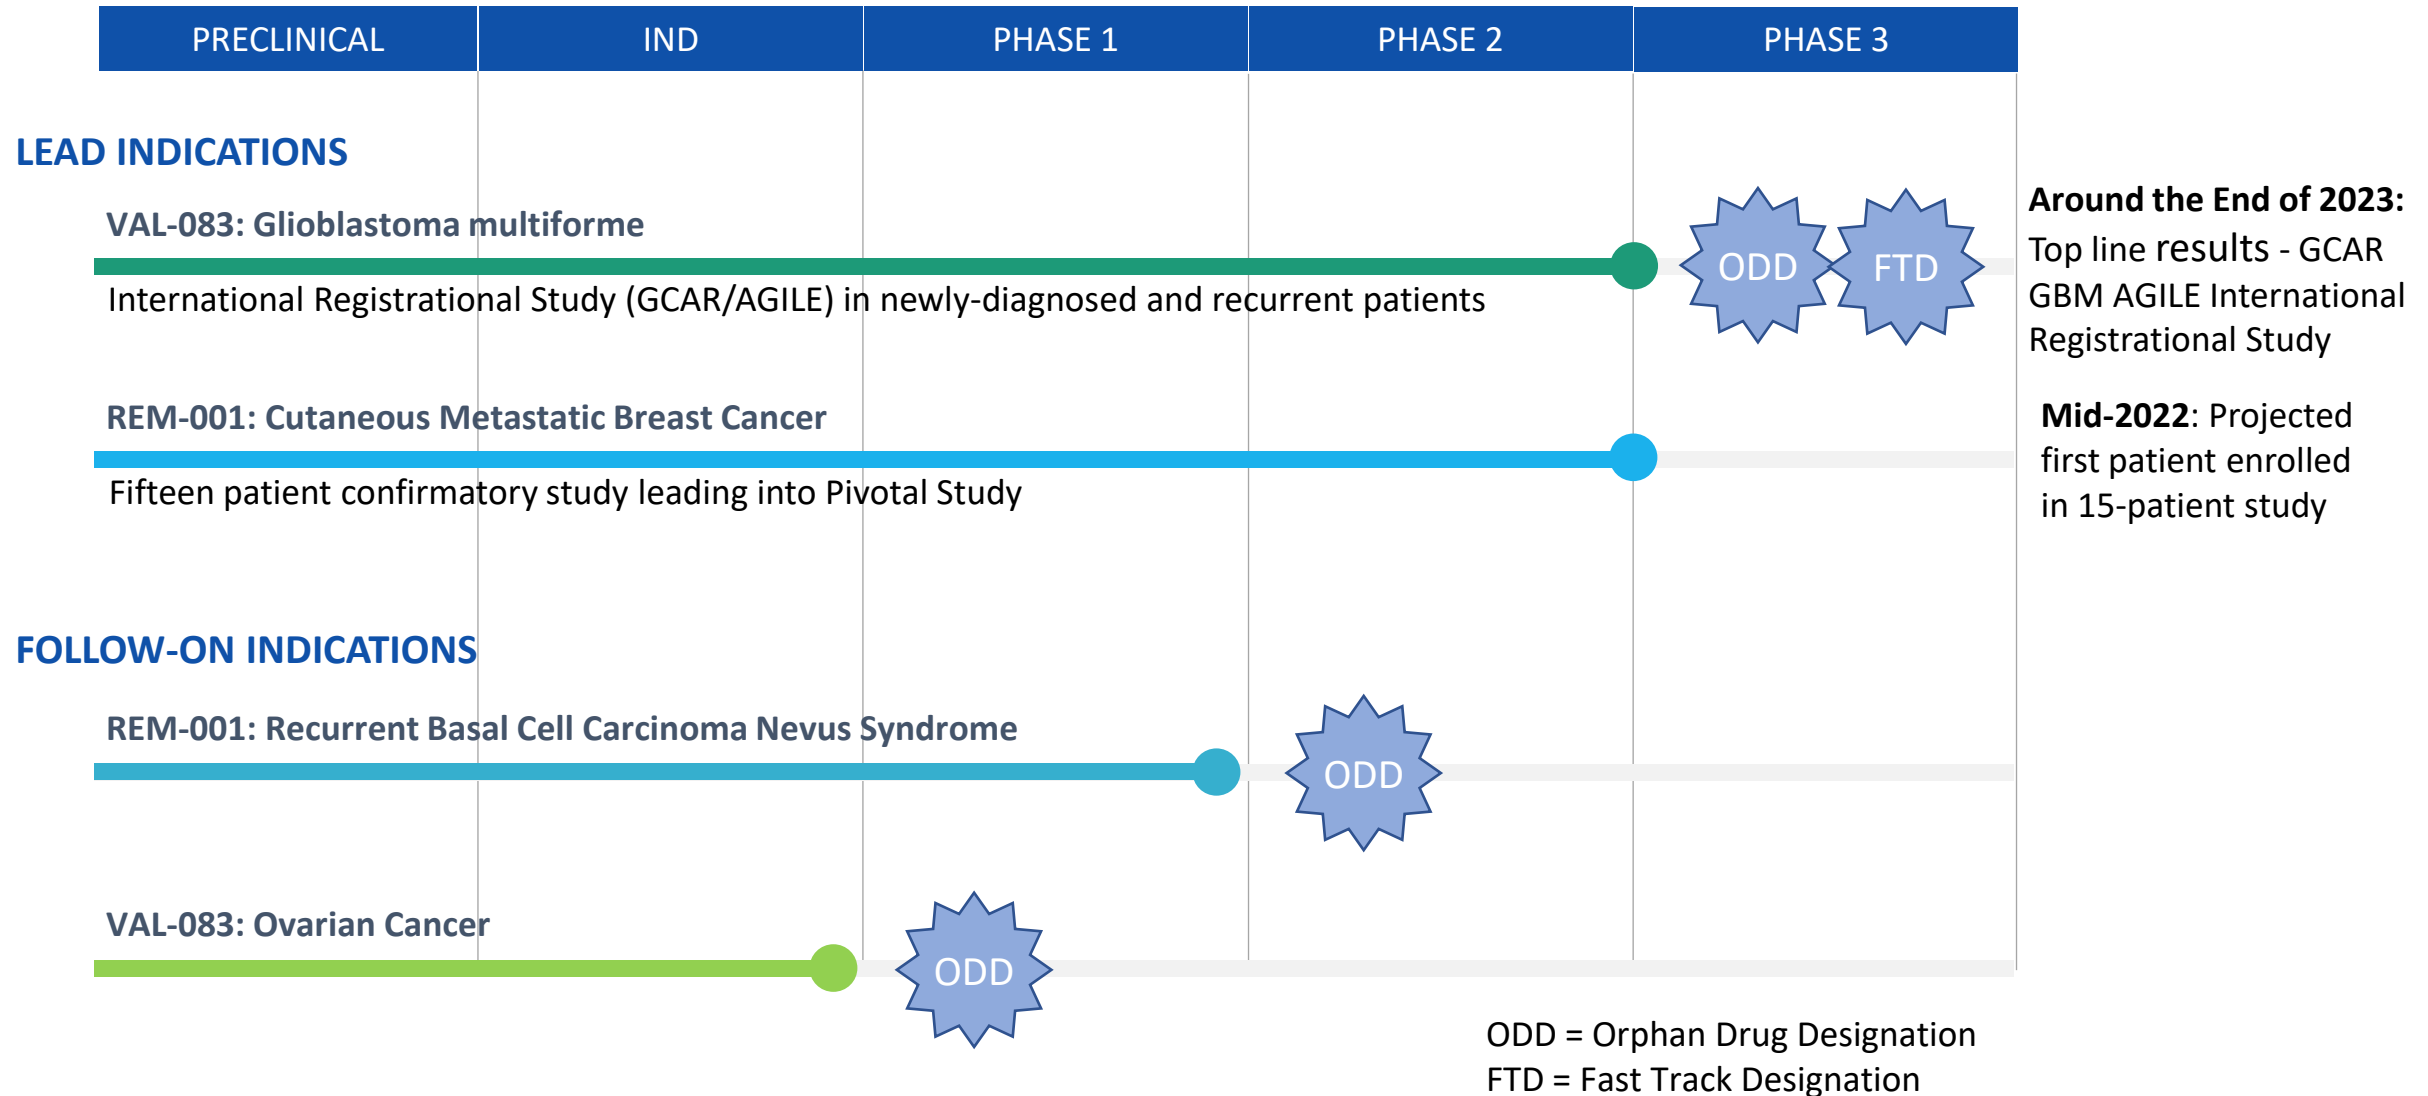 PRECLINICAL IND PHASE 1 PHASE 2 PHASE 3
LEAD INDICATIONS
VAL-083: Glioblastoma multiforme
ODD FTD
International Registrational Study (GCAR/AGILE) in newly-diagnosed and recurrent patients
Around the End of 2023:
Top line results - GCAR
GBM AGILE International
Registrational Study
REM-001: Cutaneous Metastatic Breast Cancer
Fifteen patient confirmatory study leading into Pivotal Study
Mid-2022: Projected
first patient enrolled
in 15-patient study
FOLLOW-ON INDICATIONS
REM-001: Recurrent Basal Cell Carcinoma Nevus Syndrome
ODD
VAL-083: Ovarian Cancer
ODD
ODD = Orphan Drug Designation
FTD = Fast Track Designation